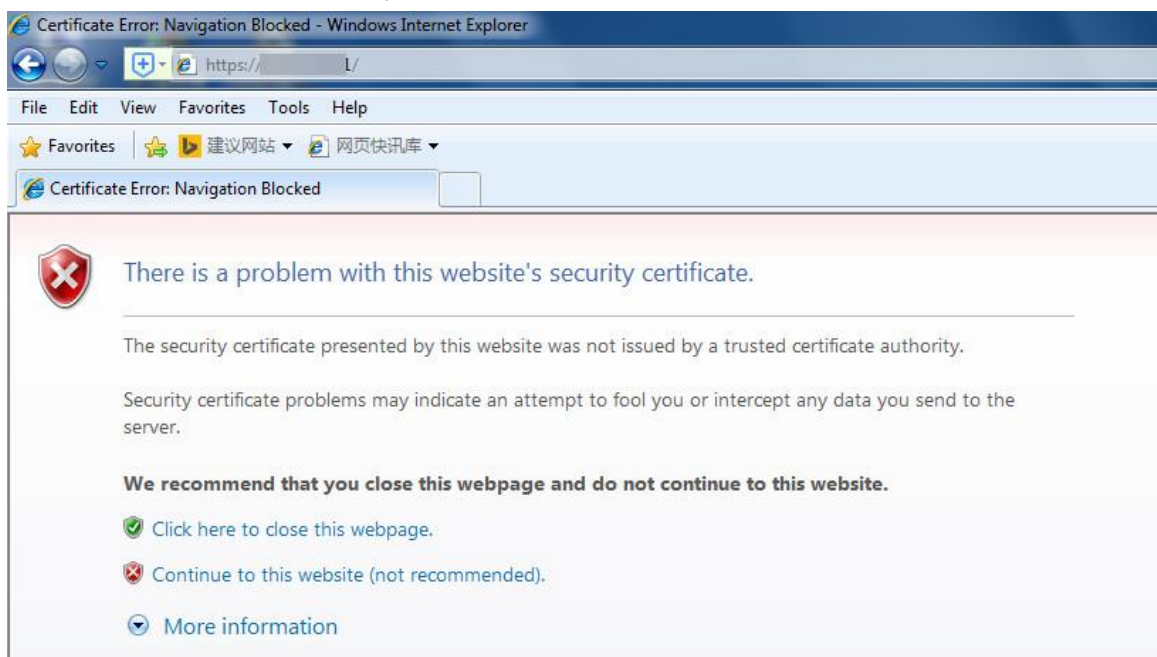 Certificate Error: Navigation Blocked - Windows Internet Explorer
https:// 1/
File Edit View Favorites Tools Help
Favorites 建议网站 网页快讯库
Certificate Error: Navigation Blocked
There is a problem with this website's security certificate.
The security certificate presented by this website was not issued by a trusted certificate authority.
Security certificate problems may indicate an attempt to fool you or intercept any data you send to the
server.
We recommend that you close this webpage and do not continue to this website.
Click here to close this webpage.
Continue to this website (not recommended).
More information